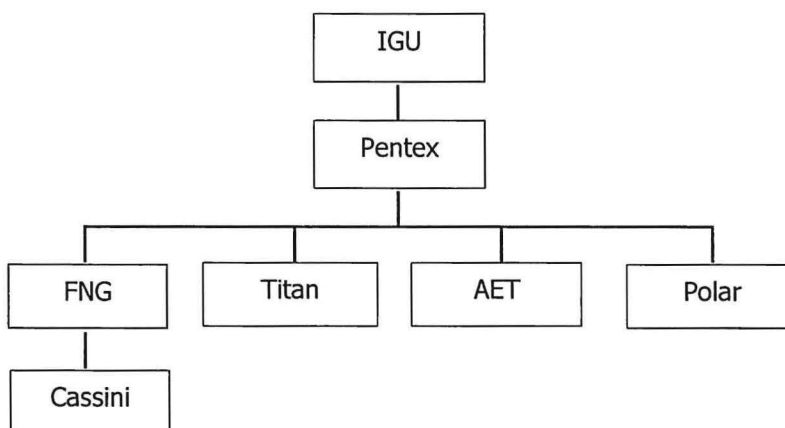 IGU
Pentex
FNG
Titan
AET
Polar
Cassini